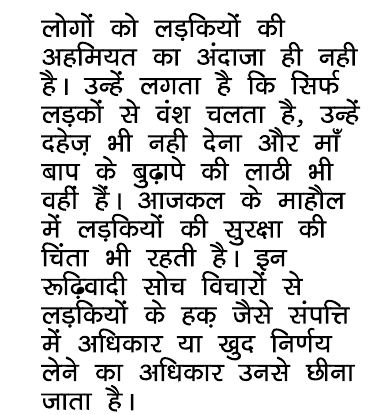 लोगों को लड़कियों की
अहमियत का अंदाजा ही नही
है। उन्हें लगता है कि सिर्फ
लड़कों से वंश चलता है, उन्हें
दहेज़ भी नही देना और माँ
बाप के बुढ़ापे की लाठी भी
वहीं हैं। आजकल के माहौल
में लड़कियों की सुरक्षा की
चिंता भी रहती है। इन
रूढ़िवादी सोच विचारों से
लड़कियों के हक़ जैसे संपत्ति
में अधिकार या खुद निर्णय
लेने का अधिकार उनसे छीना
जाता है।